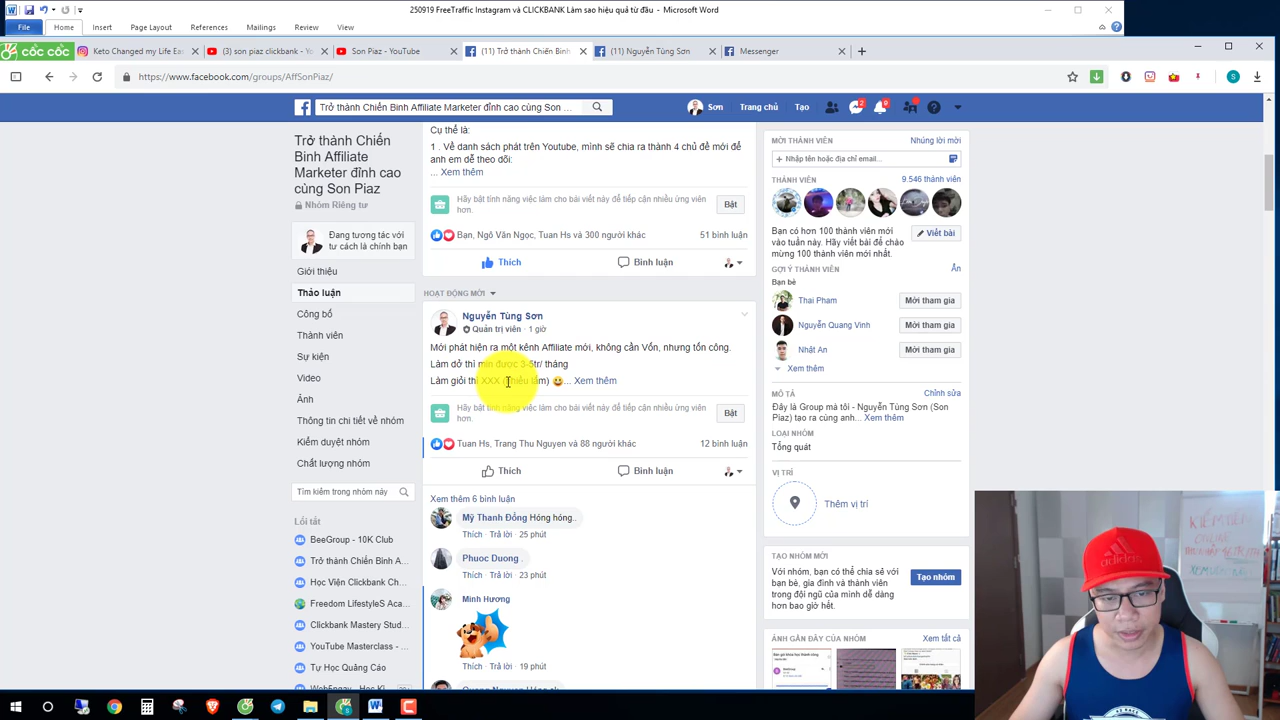 250919 FreeTraffic Instagram và CLICKBANK Làm sao hiệu quả từ đầu - Microsoft Word
File Home Insert Page Layout References Mailings Review View
cốc cốc
Keto Changed my Life Eas
(3) son piaz clickbank - Yo
Son Piaz - YouTube
(11) Trở thành Chiến Binh
(11) Nguyễn Tùng Sơn
Messenger
https://www.facebook.com/groups/AffSonPiaz/
Trở thành Chiến Binh Affiliate Marketer đỉnh cao cùng Son ...
Sơn Trang chủ Tạo
2
9
Trở thành Chiến
Binh Affiliate
Marketer đỉnh cao
cùng Son Piaz
Nhóm Riêng tư
Đang tương tác với
tư cách là chính bạn
Giới thiệu
Thảo luận
Công bố
Thành viên
Sự kiện
Video
Ảnh
Thông tin chi tiết về nhóm
Kiểm duyệt nhóm
Chất lượng nhóm
Tìm kiếm trong nhóm này
Lối tắt
BeeGroup - 10K Club
Trở thành Chiến Binh A...
Học Viện Clickbank Ch...
Freedom LifestyleS Aca...
Clickbank Mastery Stud...
YouTube Masterclass - ...
Tự Học Quảng Cáo
Cụ thể là:
1 . Về danh sách phát trên Youtube, mình sẽ chia ra thành 4 chủ đề mới để
anh em dễ theo dõi:
... Xem thêm
Hãy bật tính năng việc làm cho bài viết này để tiếp cận nhiều ứng viên
hơn.
Bật
Bạn, Ngô Văn Ngọc, Tuan Hs và 300 người khác
51 bình luận
Thích Bình luận
HOẠT ĐỘNG MỚI
Nguyễn Tùng Sơn
Quản trị viên · 1 giờ
Mới phát hiện ra một kênh Affiliate mới, không cần Vốn, nhưng tốn công.
Làm dở thì min được 3-5tr/ tháng
Làm giỏi thì XXX (nhiều lắm) ... Xem thêm
Hãy bật tính năng việc làm cho bài viết này để tiếp cận nhiều ứng viên
hơn.
Bật
Tuan Hs, Trang Thu Nguyen và 88 người khác
12 bình luận
Thích Bình luận
Xem thêm 6 bình luận
Mỹ Thanh Đồng Hóng hóng..
Thích · Trả lời · 25 phút
Phuoc Duong .
Thích · Trả lời · 23 phút
Minh Hương
Thích · Trả lời · 19 phút
MỜI THÀNH VIÊN Nhúng lời mời
+ Nhập tên hoặc địa chỉ email...
THÀNH VIÊN 9.546 thành viên
Bạn có hơn 100 thành viên mới
vào tuần này. Hãy viết bài để chào
mừng 100 thành viên mới nhất.
Viết bài
GỢI Ý THÀNH VIÊN Ẩn
Bạn bè
Thai Pham Mời tham gia
Nguyễn Quang Vinh Mời tham gia
Nhật An Mời tham gia
Xem thêm
MÔ TẢ Chỉnh sửa
Đây là Group mà tôi - Nguyễn Tùng Sơn (Son
Piaz) tạo ra cùng anh... Xem thêm
LOẠI NHÓM
Tổng quát
VỊ TRÍ
Thêm vị trí
TẠO NHÓM MỚI
Với nhóm, bạn có thể chia sẻ với
bạn bè, gia đình và thành viên
trong đội ngũ của mình dễ dàng
hơn bao giờ hết.
Tạo nhóm
ẢNH GẦN ĐÂY CỦA NHÓM Xem tất cả
adidas